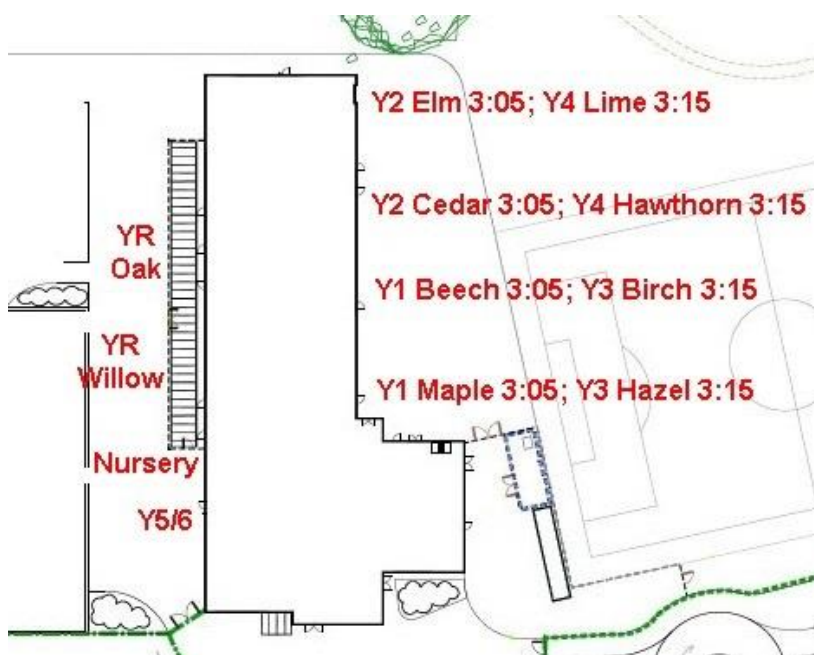 Y2 Elm 3:05; Y4 Lime 3:15
Y2 Cedar 3:05; Y4 Hawthorn 3:15
YR
Oak
Y1 Beech 3:05; Y3 Birch 3:15
YR
Willow
Y1 Maple 3:05; Y3 Hazel 3:15
Nursery
Y5/6